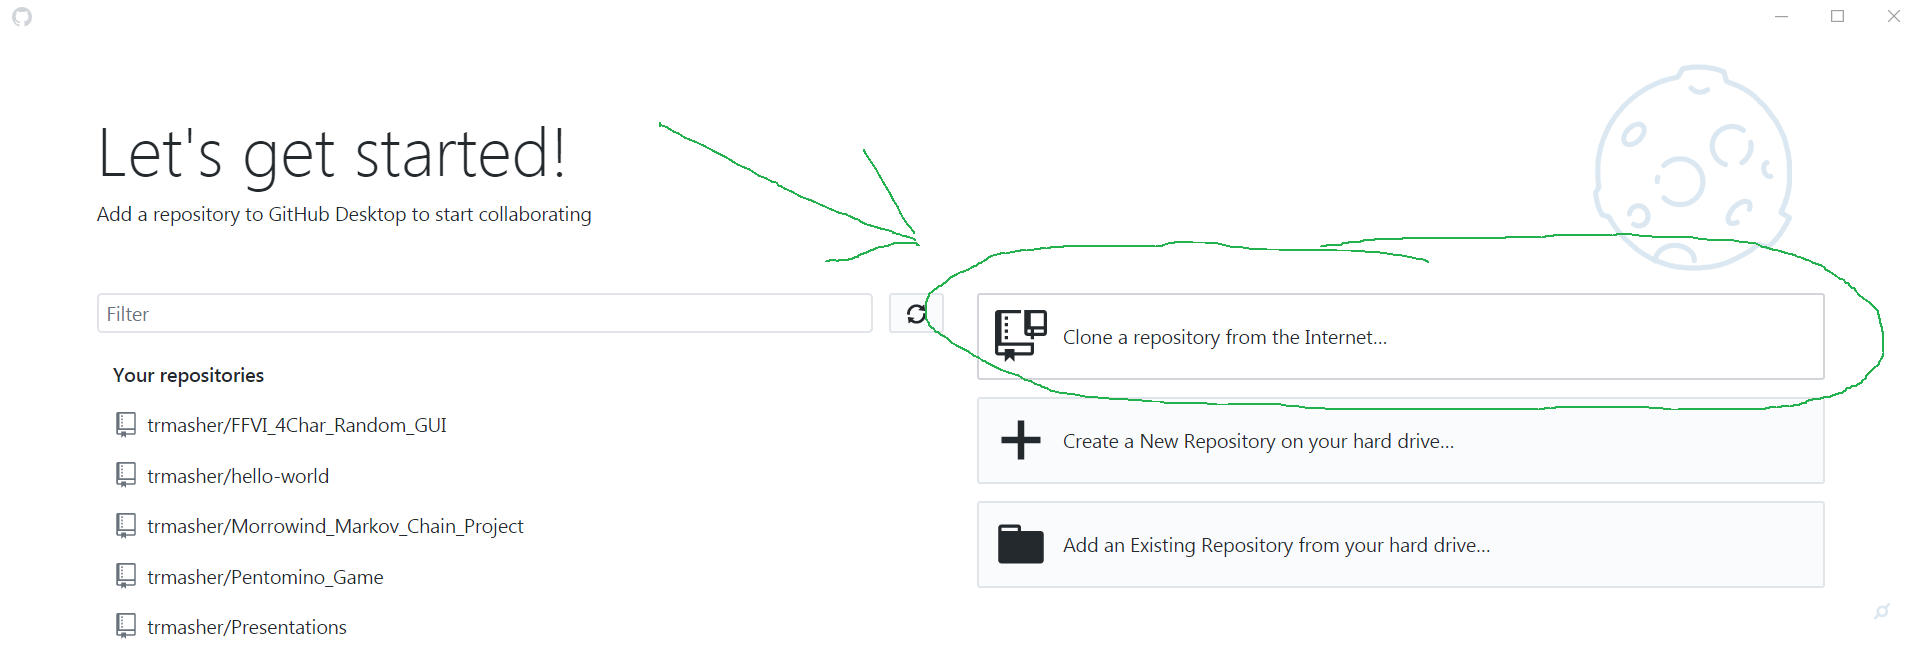 Let's get started!
Add a repository to GitHub Desktop to start collaborating
Filter
Your repositories
trmasher/FFVI_4Char_Random_GUI
trmasher/hello-world
trmasher/Morrowind_Markov_Chain_Project
trmasher/Pentomino_Game
trmasher/Presentations
Clone a repository from the Internet...
Create a New Repository on your hard drive...
Add an Existing Repository from your hard drive...